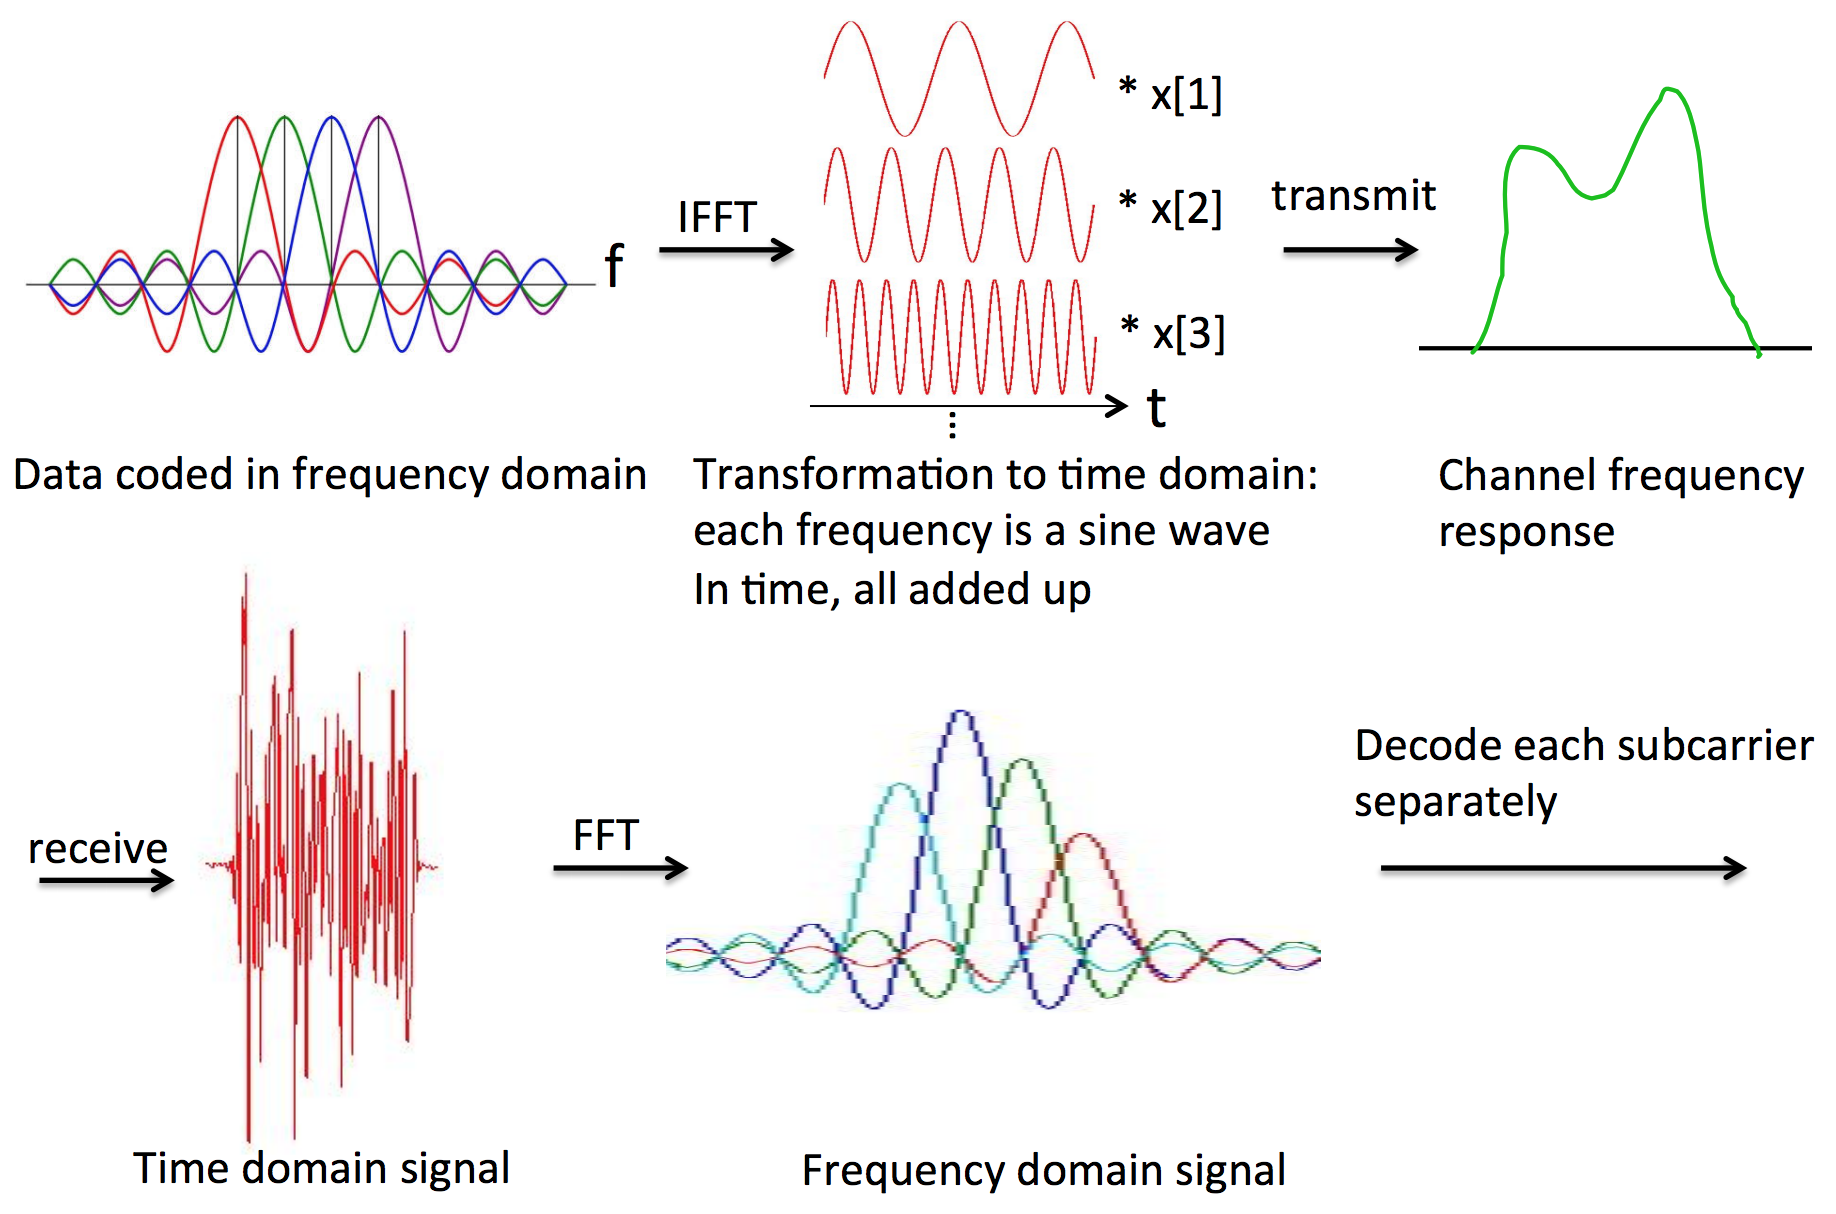 f
IFFT
* x[1]
* x[2]
* x[3]
t
⋮
transmit
Data coded in frequency domain
Transformation to time domain:
each frequency is a sine wave
In time, all added up
Channel frequency
response
receive
Time domain signal
FFT
Frequency domain signal
Decode each subcarrier
separately